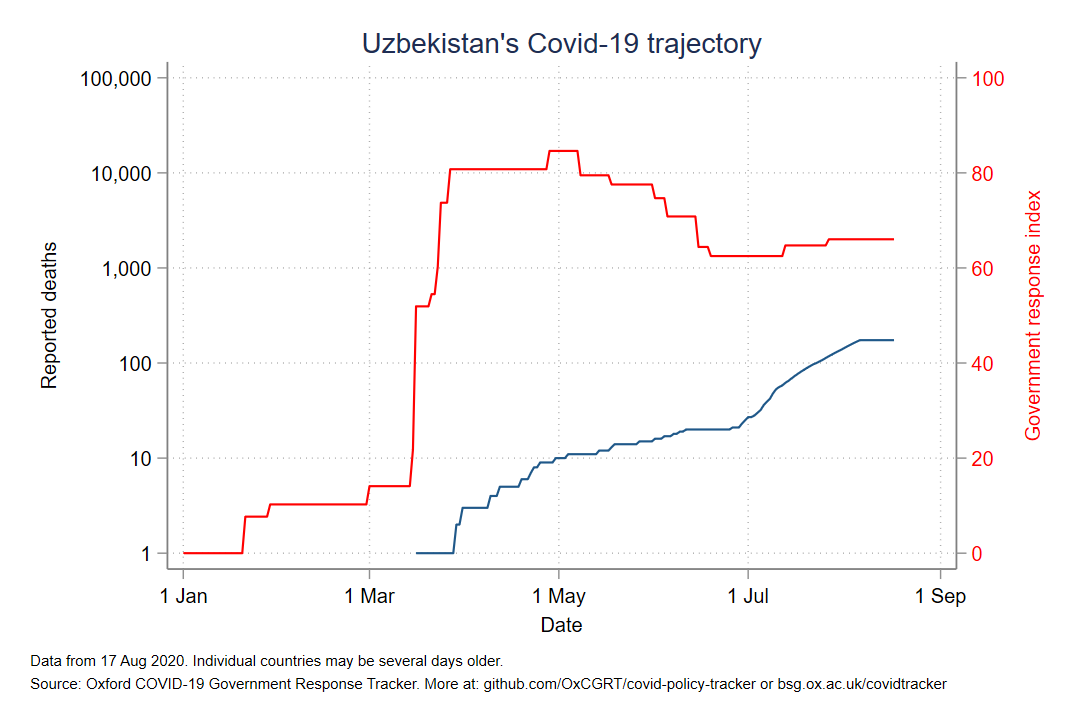 Uzbekistan's Covid-19 trajectory
100,000
10,000
1,000
100
10
1
Reported deaths
100
80
60
40
20
0
Government response index
1 Jan 1 Mar 1 May 1 Jul 1 Sep
Date
Data from 17 Aug 2020. Individual countries may be several days older.
Source: Oxford COVID-19 Government Response Tracker. More at: github.com/OxCGRT/covid-policy-tracker or bsg.ox.ac.uk/covidtracker